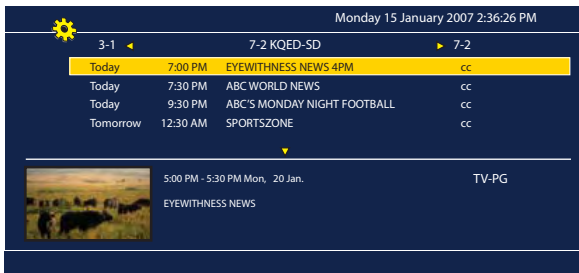 Monday 15 January 2007 2:36:26 PM
3-1 ◄ 7-2 KQED-SD ► 7-2
Today 7:00 PM EYEWITHNESS NEWS 4PM cc
Today 7:30 PM ABC WORLD NEWS cc
Today 9:30 PM ABC'S MONDAY NIGHT FOOTBALL cc
Tomorrow 12:30 AM SPORTSZONE cc
5:00 PM - 5:30 PM Mon, 20 Jan. TV-PG
EYEWITHNESS NEWS